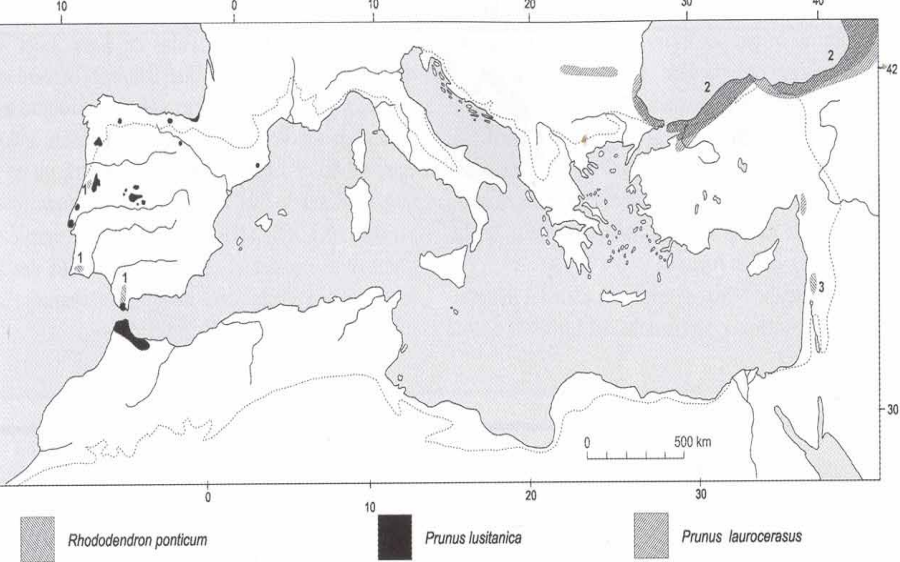 10 0 10 20 30 40
2
42
2
1
1
1
3
30
0 500 km
0 10 20 30
Rhododendron ponticum
Prunus lusitanica
Prunus laurocerasus